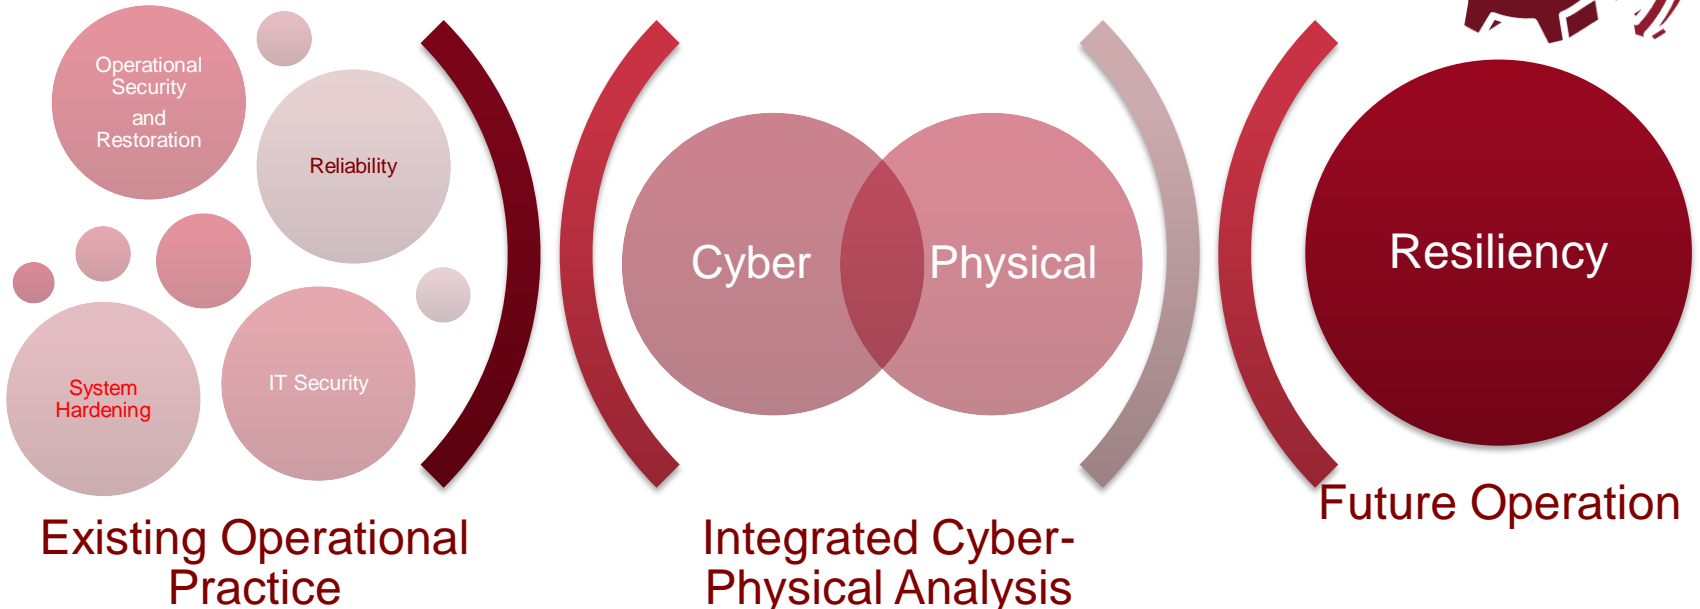 Operational
Security
and
Restoration
Reliability
System
Hardening
IT Security
Existing Operational
Practice
Cyber
Physical
Integrated Cyber-
Physical Analysis
Resiliency
Future Operation